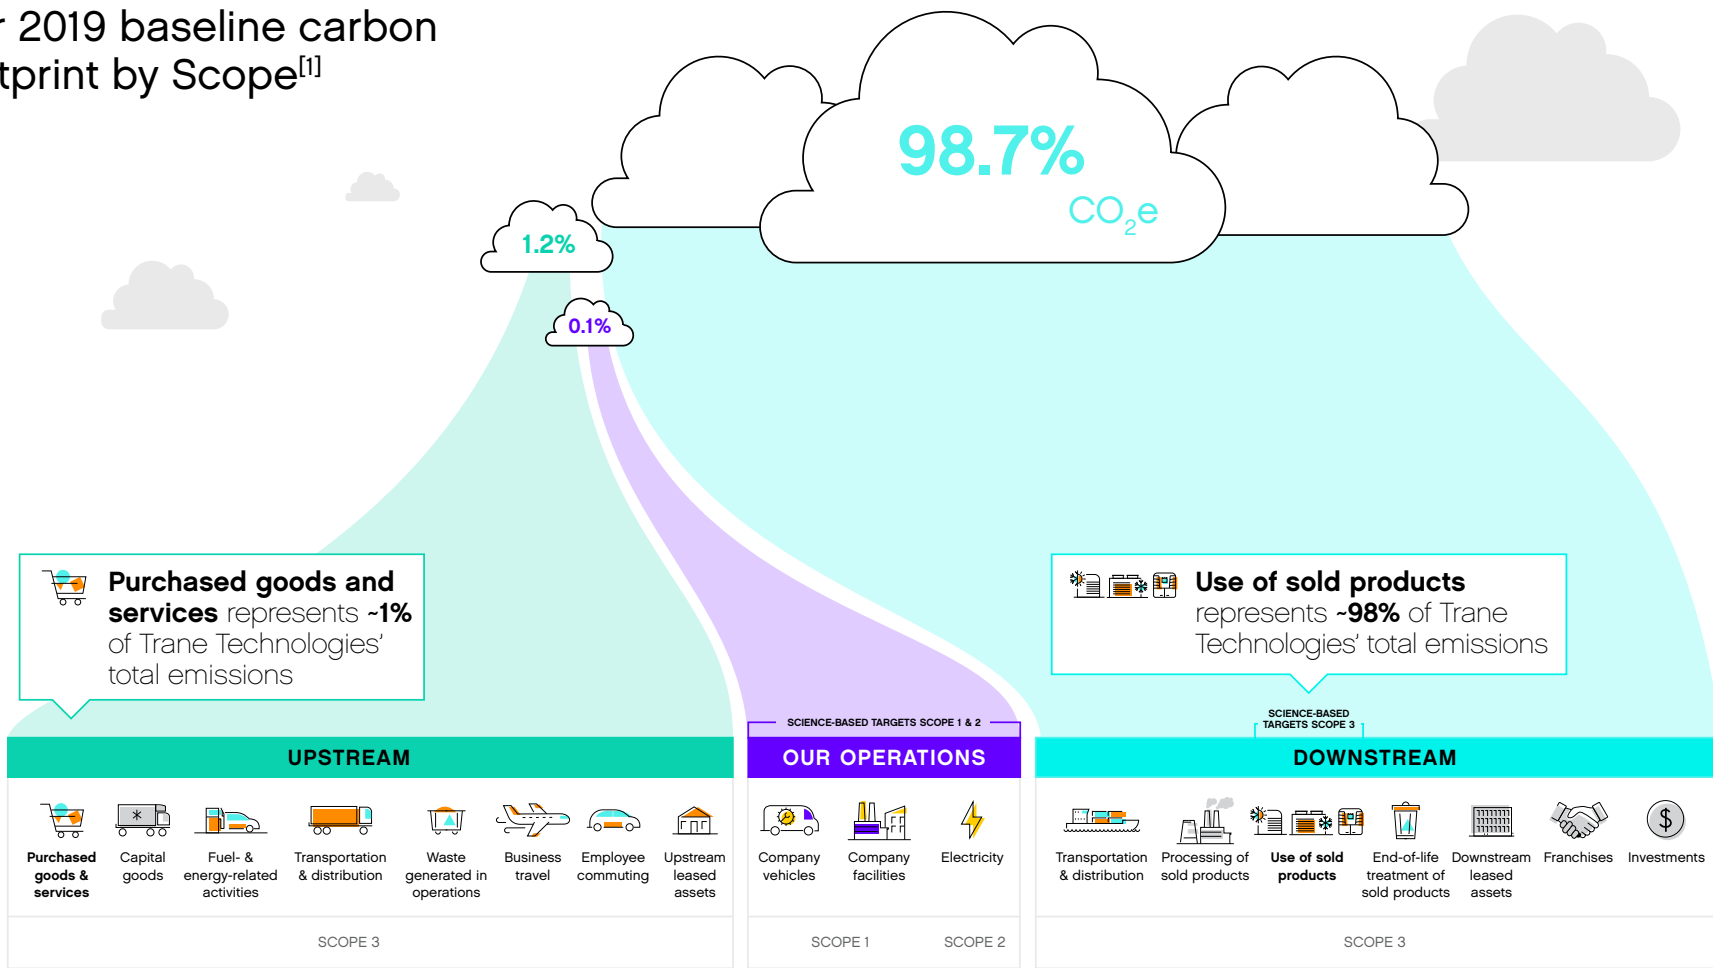 r 2019 baseline carbon
tprint by Scope[1]
98.7%
CO2e
1.2%
0.1%
Purchased goods and
services represents ~1%
of Trane Technologies'
total emissions
Use of sold products
represents ~98% of Trane
Technologies' total emissions
SCIENCE-BASED TARGETS SCOPE 1 & 2
SCIENCE-BASED
TARGETS SCOPE 3
UPSTREAM
OUR OPERATIONS
DOWNSTREAM
Purchased
goods &
services
Capital
goods
Fuel- &
energy-related
activities
Transportation
& distribution
Waste
generated in
operations
Business
travel
Employee
commuting
Upstream
leased
assets
Company
vehicles
Company
facilities
Electricity
Transportation
& distribution
Processing of
sold products
Use of sold
products
End-of-life
treatment of
sold products
Downstream
leased
assets
Franchises
$
Investments
SCOPE 3
SCOPE 1
SCOPE 2
SCOPE 3